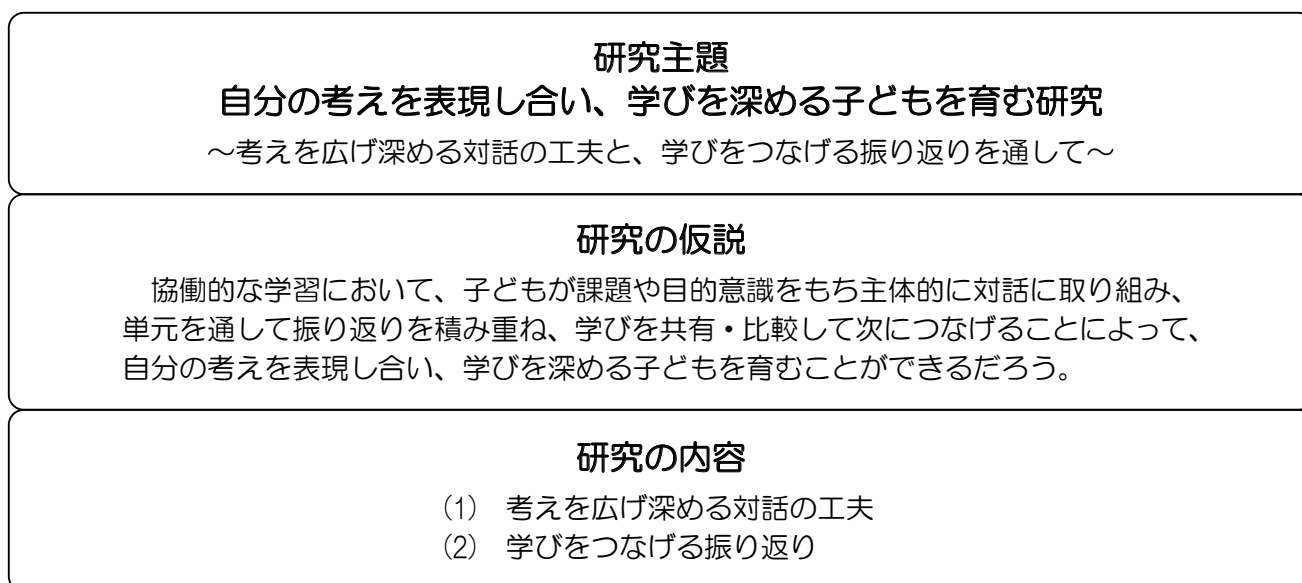 研究主題
自分の考えを表現し合い、学びを深める子どもを育む研究
～考えを広げ深める対話の工夫と、学びをつなげる振り返りを通して～
研究の仮説
協働的な学習において、子どもが課題や目的意識をもち主体的に対話に取り組み、
単元を通して振り返りを積み重ね、学びを共有・比較して次につなげることによって、
自分の考えを表現し合い、学びを深める子どもを育むことができるだろう。
研究の内容
(1) 考えを広げ深める対話の工夫
(2) 学びをつなげる振り返り